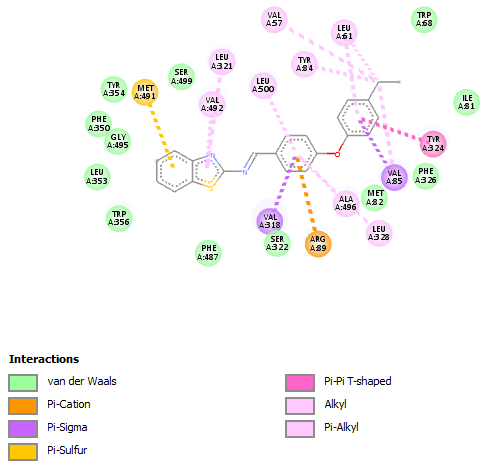 VAL
A:57
LEU
A:61
TRP
A:68
LEU
A:321
TYR
A:84
SER
A:499
LEU
A:500
TYR
A:354
MET
A:491
VAL
A:492
ILE
A:81
PHE
A:350
GLY
A:495
TYR
A:324
LEU
A:353
VAL
A:85
PHE
A:326
MET
A:82
ALA
A:496
TRP
A:356
VAL
A:318
LEU
A:328
SER
A:322
ARG
A:89
PHE
A:487
N
N
S
O
Interactions
van der Waals
Pi-Cation
Pi-Sigma
Pi-Sulfur
Pi-Pi T-shaped
Alkyl
Pi-Alkyl